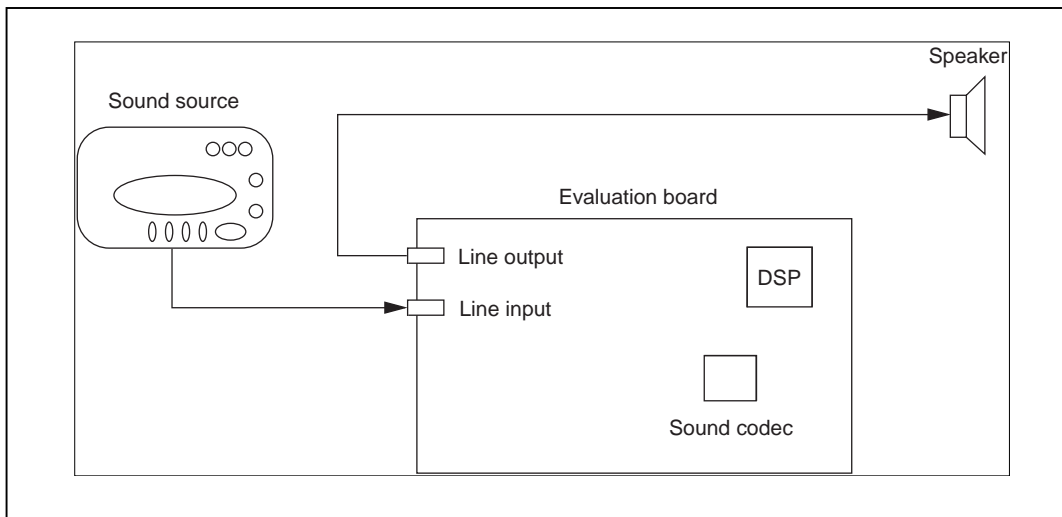 Speaker
Sound source
Evaluation board
Line output
DSP
Line input
Sound codec